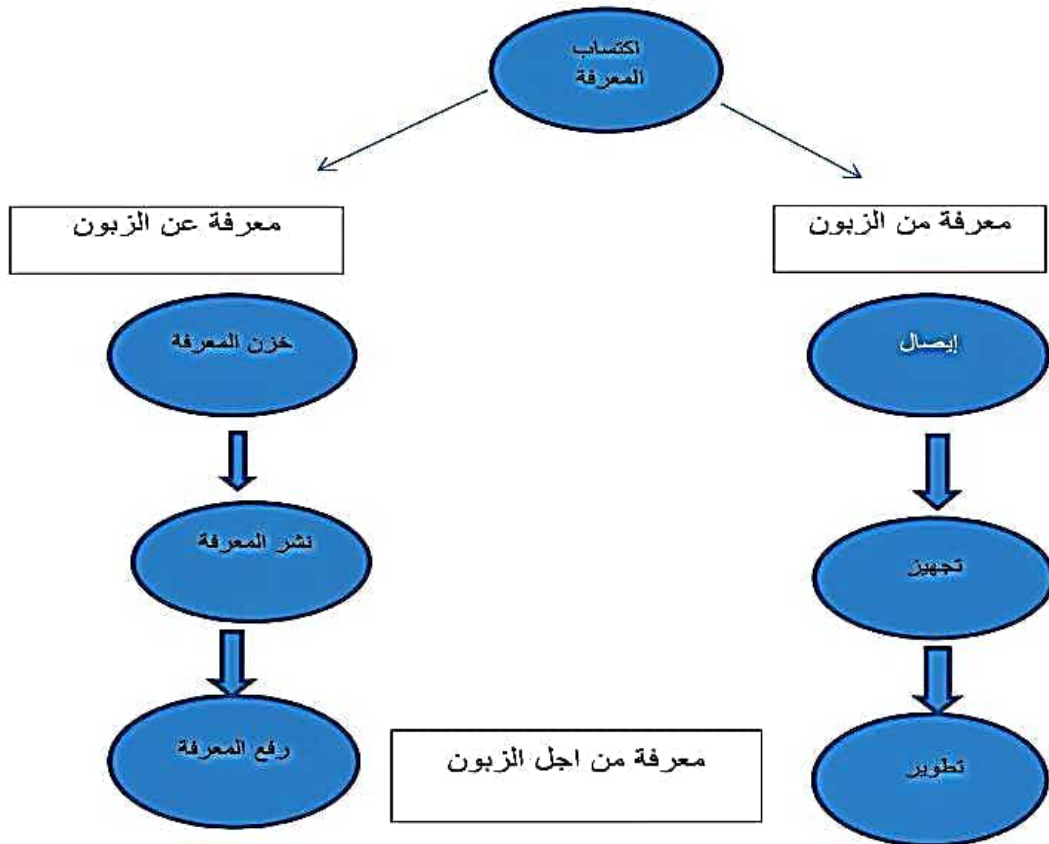 اكتساب
المعرفة
معرفة من الزبون
معرفة عن الزبون
إيصال
خزن المعرفة
تجهيز
نشر المعرفة
تطوير
رفع المعرفة
معرفة من اجل الزبون